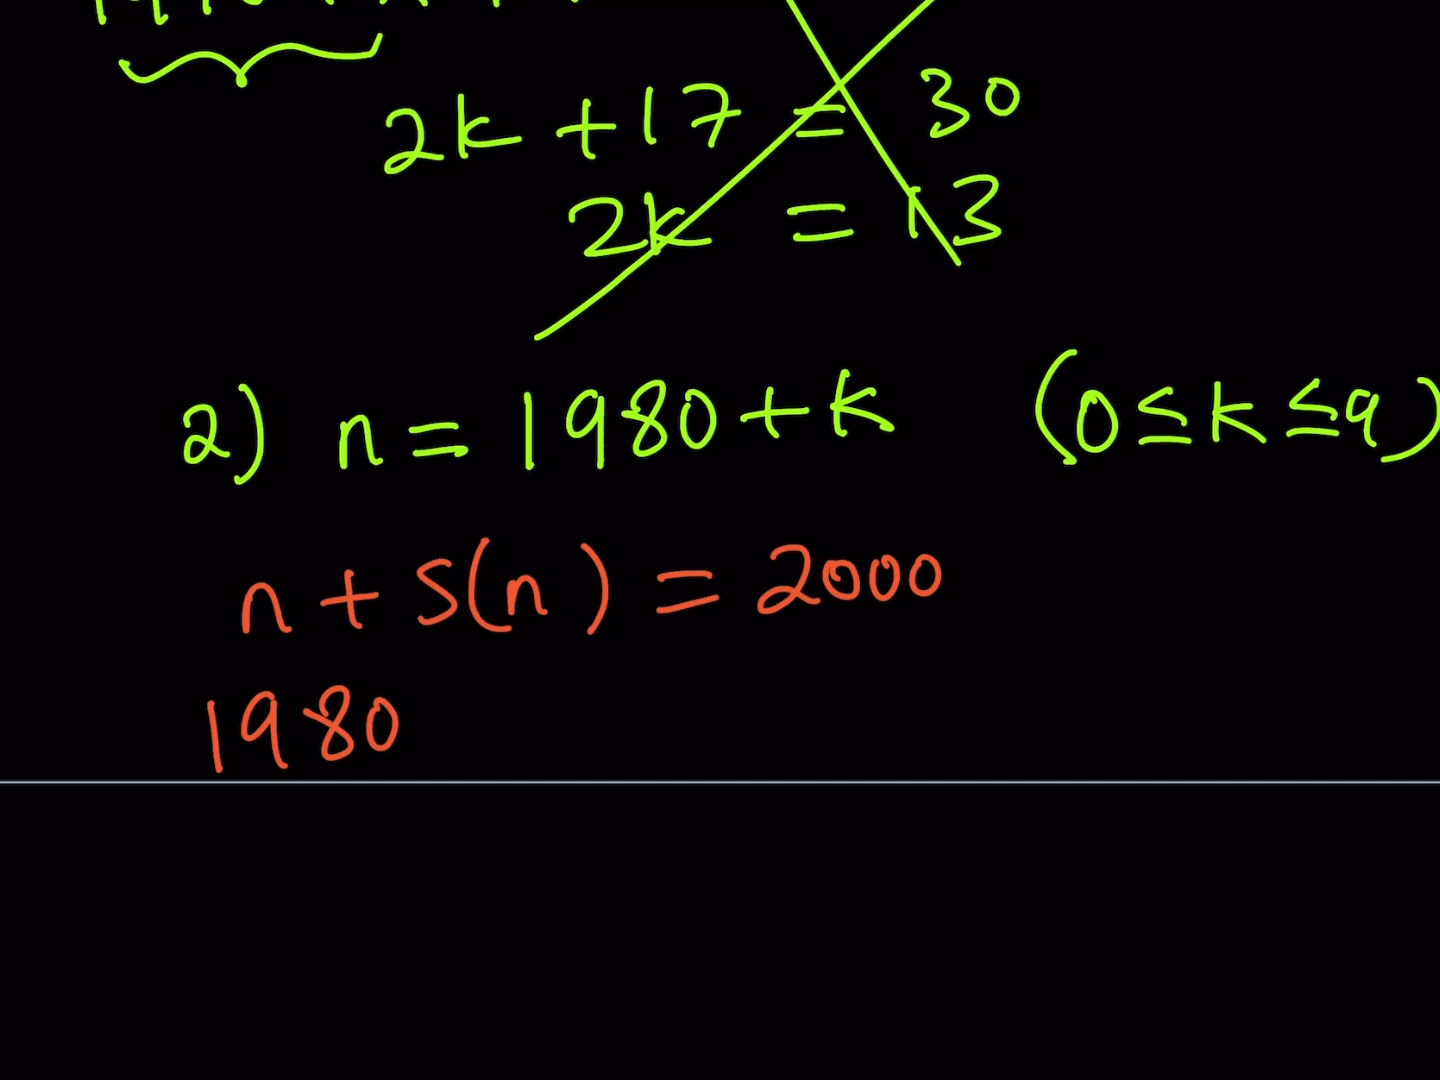 2k + 17 = 30
2k = 13
2) n = 1980 + k (0 ≤ k ≤ 9)
n + S(n) = 2000
1980